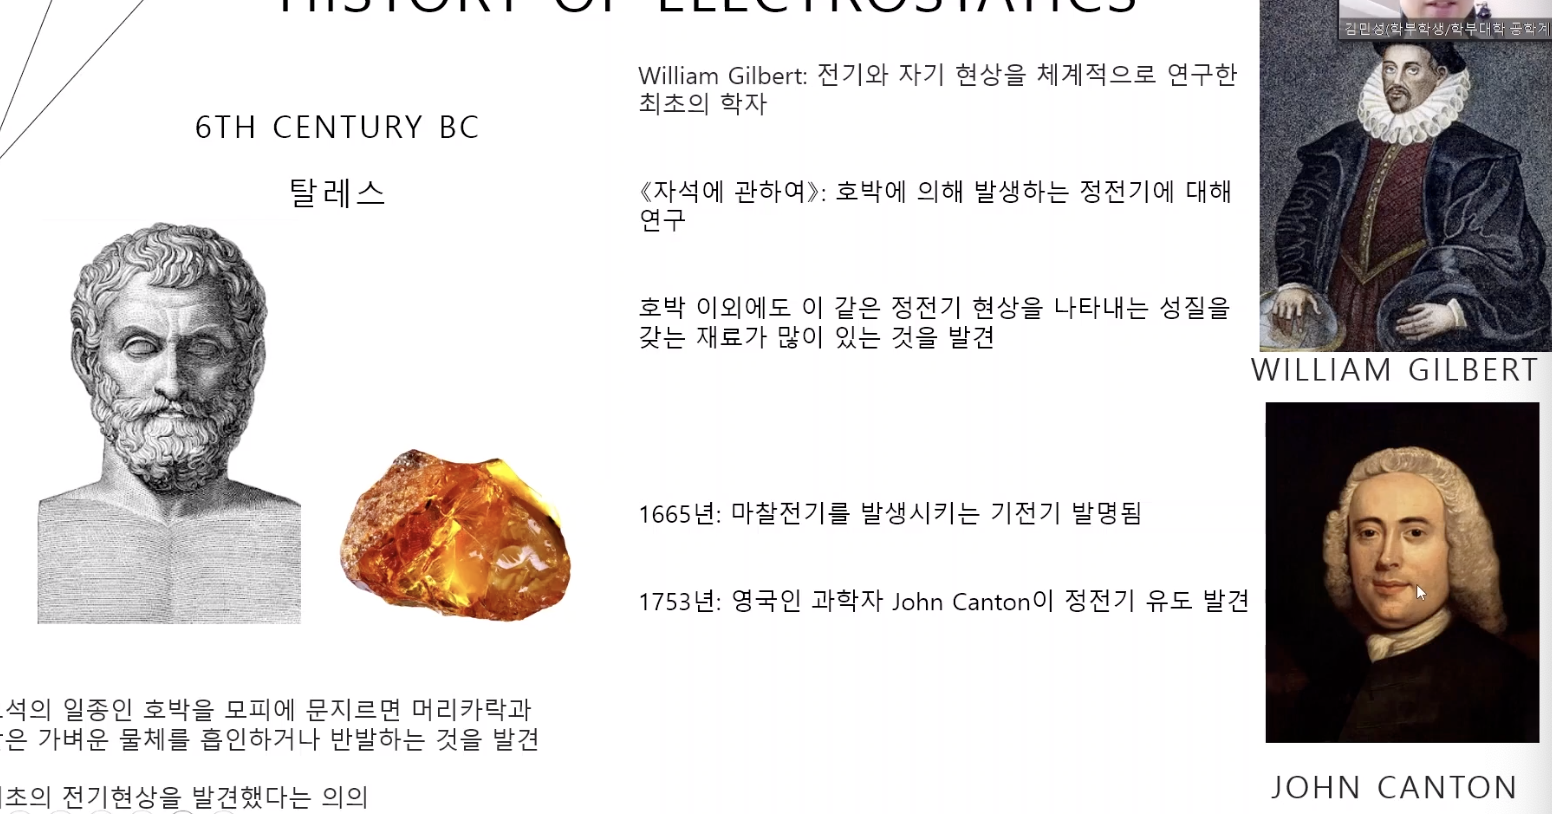 HISTORY OF ELECTROSTATICS
김민성(학부학생/학부대학 공학계
6TH CENTURY BC
탈레스
석의 일종인 호박을 모피에 문지르면 머리카락과
은 가벼운 물체를 흡인하거나 반발하는 것을 발견
초의 전기현상을 발견했다는 의의
William Gilbert: 전기와 자기 현상을 체계적으로 연구한
최초의 학자
《자석에 관하여》: 호박에 의해 발생하는 정전기에 대해
연구
호박 이외에도 이 같은 정전기 현상을 나타내는 성질을
갖는 재료가 많이 있는 것을 발견
1665년: 마찰전기를 발생시키는 기전기 발명됨
1753년: 영국인 과학자 John Canton이 정전기 유도 발견
WILLIAM GILBERT
JOHN CANTON